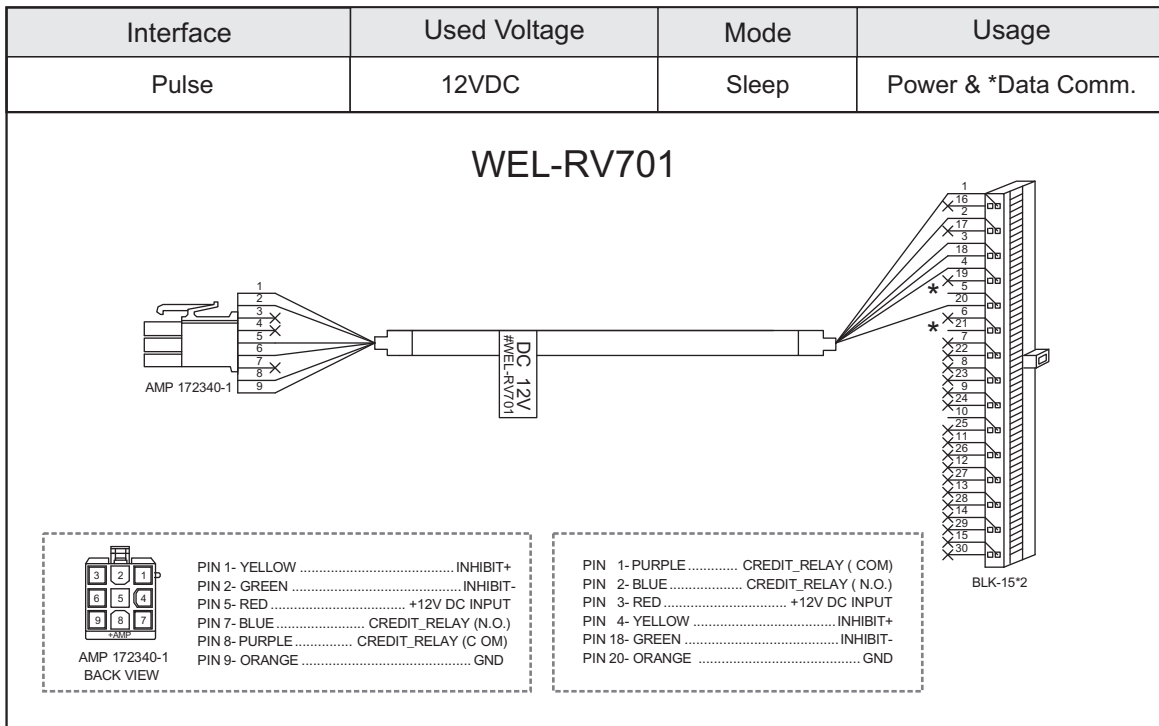 Interface Used Voltage Mode Usage
Pulse 12VDC Sleep Power & *Data Comm.
WEL-RV701
1
2
3
4
5
6
7
8
9
AMP 172340-1
DC 12V
#WEL-RV701
1
16
2
17
3
18
4
19
*
5
20
6
*
21
7
22
8
23
9
24
10
25
11
26
12
27
13
28
14
29
15
30
BLK-15*2
3 2 1
6 5 4
9 8 7
+AMP
AMP 172340-1
BACK VIEW
PIN 1- YELLOW ................................................ INHIBIT+
PIN 2- GREEN .................................................. INHIBIT-
PIN 5- RED .......................................... +12V DC INPUT
PIN 7- BLUE ........................ CREDIT_RELAY (N.O.)
PIN 8- PURPLE ............... CREDIT_RELAY (C OM)
PIN 9- ORANGE .................................................... GND
PIN 1- PURPLE ............. CREDIT_RELAY ( COM)
PIN 2- BLUE ..................... CREDIT_RELAY ( N.O.)
PIN 3- RED ...................................... +12V DC INPUT
PIN 4- YELLOW ........................................ INHIBIT+
PIN 18- GREEN .......................................... INHIBIT-
PIN 20- ORANGE ........................................... GND